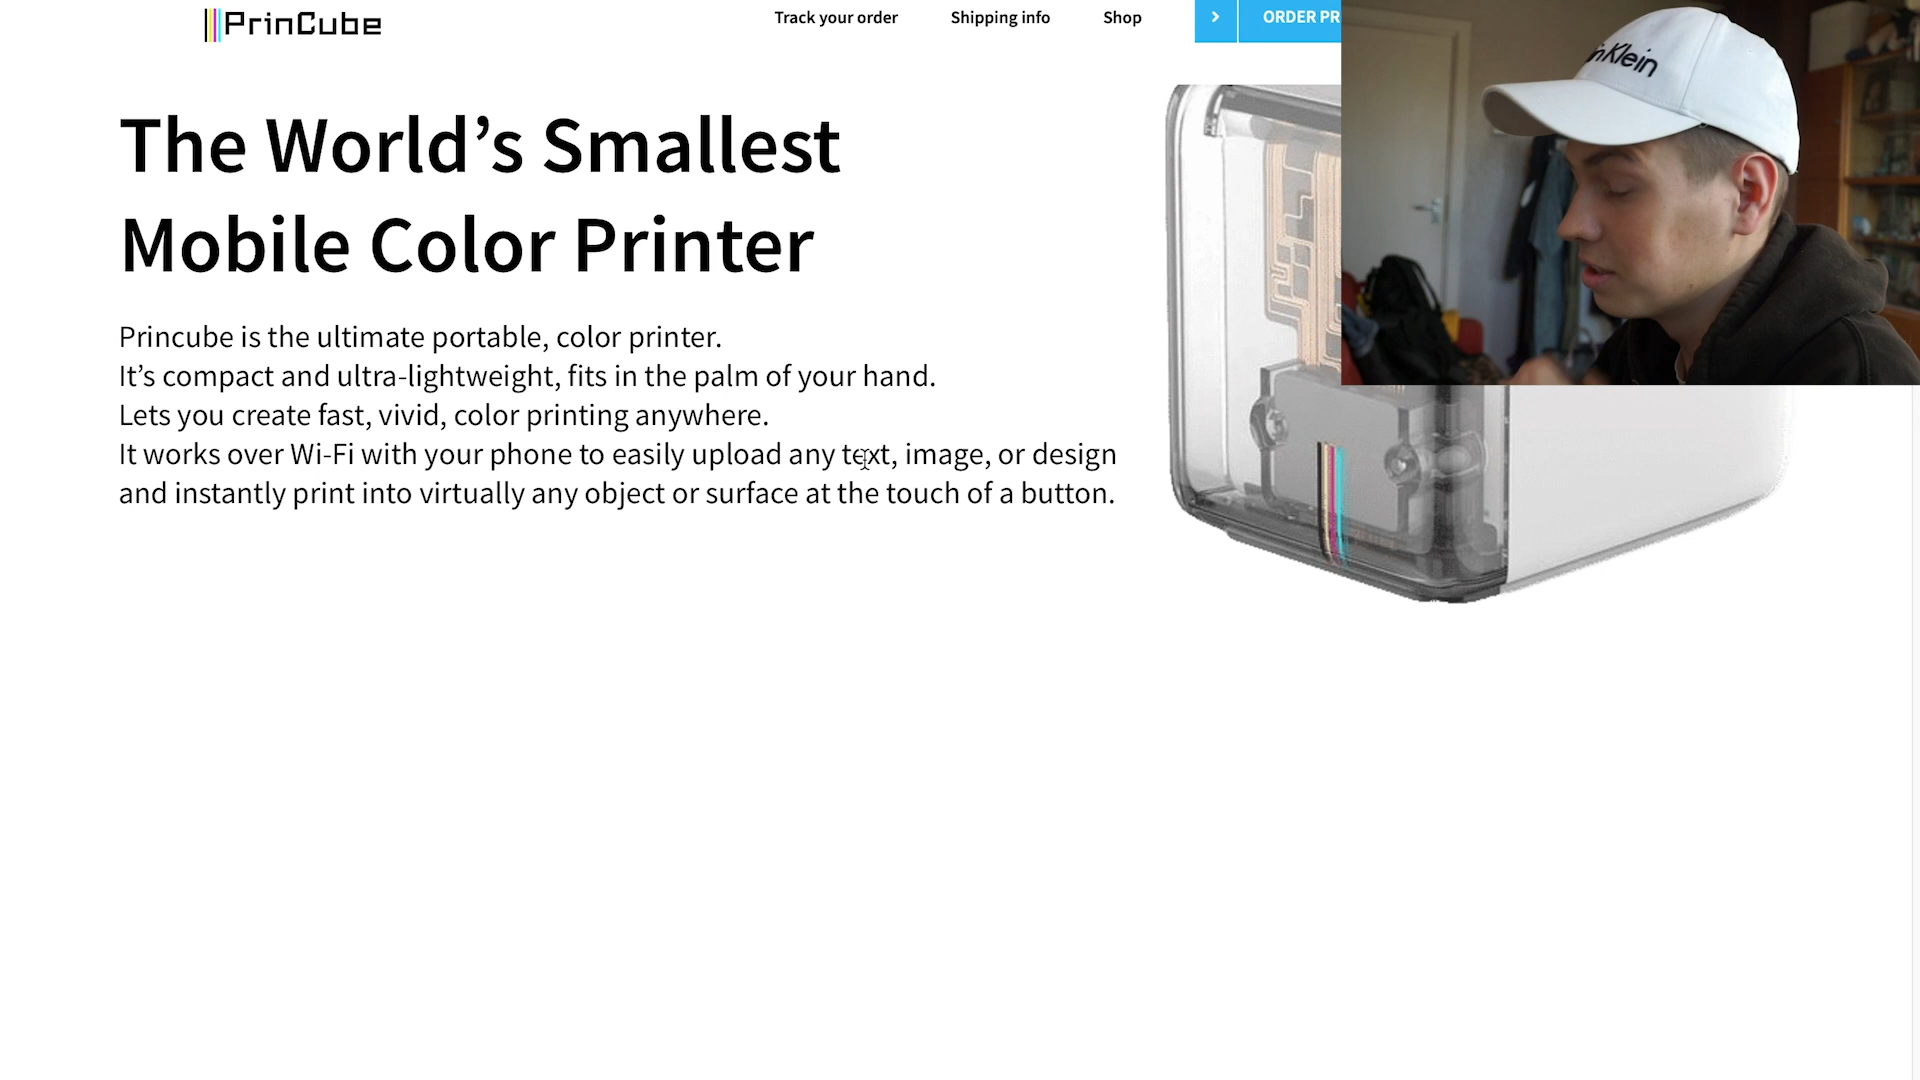 PrinCube
Track your order
Shipping info
Shop
ORDER PR
The World’s Smallest
Mobile Color Printer
Princube is the ultimate portable, color printer.
It’s compact and ultra-lightweight, fits in the palm of your hand.
Lets you create fast, vivid, color printing anywhere.
It works over Wi-Fi with your phone to easily upload any text, image, or design
and instantly print into virtually any object or surface at the touch of a button.
Klein